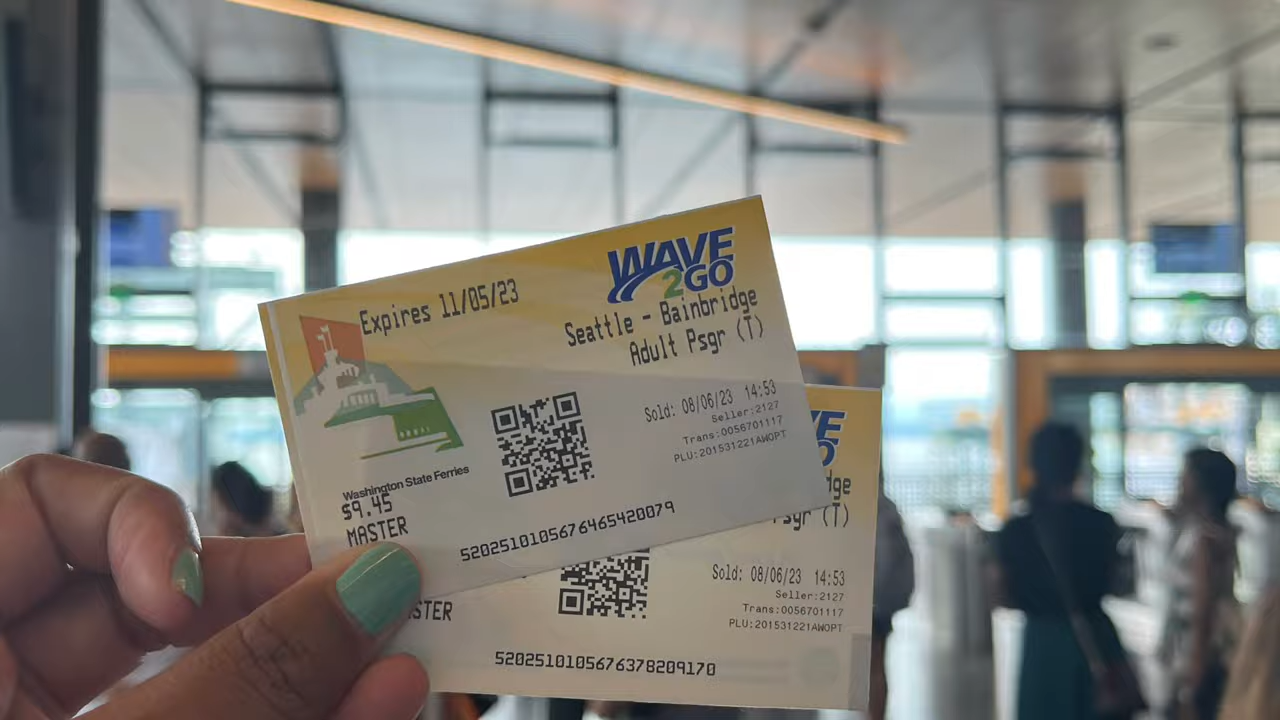 WAVE
2GO
Expires 11/05/23
Seattle - Bainbridge
Adult Psgr (T)
Sold: 08/06/23 14:53
Seller:2127
Trans:0056701117
PLU:201531221AWOPT
Washington State Ferries
$9.45
MASTER
5202510105676465420079
(T)
Sold: 08/06/23 14:53
Seller:2127
Trans:0056701117
PLU:201531221AWOPT
STER
5202510105676378209170